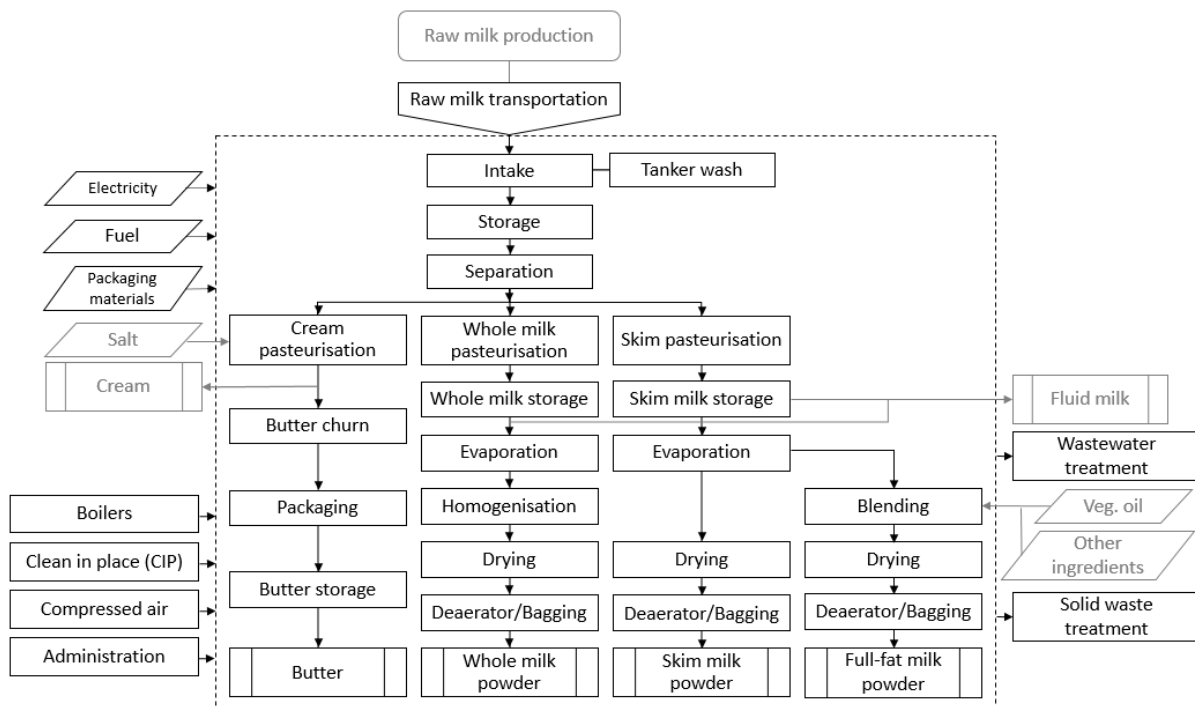 Raw milk production
Raw milk transportation
Intake
Tanker wash
Electricity
Storage
Fuel
Separation
Packaging
materials
Salt
Cream
pasteurisation
Whole milk
pasteurisation
Skim pasteurisation
Cream
Whole milk storage
Skim milk storage
Fluid milk
Butter churn
Evaporation
Evaporation
Wastewater
treatment
Boilers
Packaging
Homogenisation
Blending
Veg. oil
Clean in place (CIP)
Drying
Drying
Drying
Other
ingredients
Compressed air
Butter storage
Deaerator/Bagging
Deaerator/Bagging
Deaerator/Bagging
Solid waste
treatment
Administration
Butter
Whole milk
powder
Skim milk
powder
Full-fat milk
powder